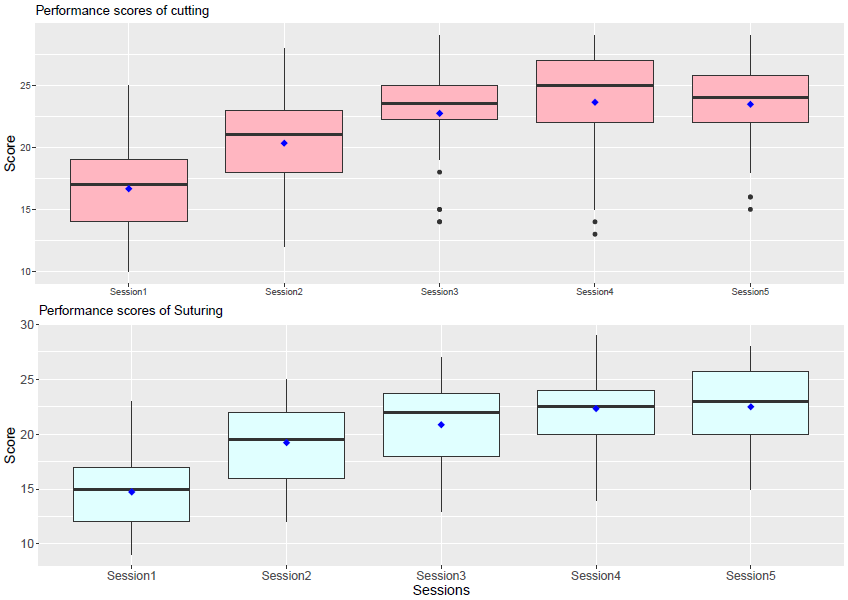 Performance scores of cutting
Score
25
20
15
10
Session1 Session2 Session3 Session4 Session5
Performance scores of Suturing
Score
30
25
20
15
10
Session1 Session2 Session3 Session4 Session5
Sessions